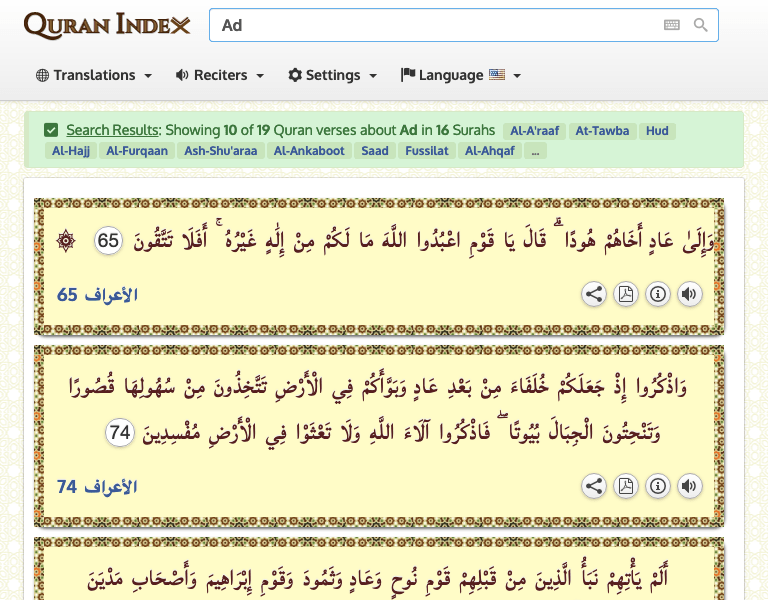 Quran Index
Ad
Translations Reciters Settings Language
Search Results: Showing 10 of 19 Quran verses about Ad in 16 Surahs Al-A'raaf At-Tawba Hud
Al-Hajj Al-Furqaan Ash-Shu'araa Al-Ankaboot Saad Fussilat Al-Ahqaf ...
وَإِلَىٰ عَادٍ أَخَاهُمْ هُودًا ۗ قَالَ يَا قَوْمِ اعْبُدُوا اللَّهَ مَا لَكُمْ مِنْ إِلَٰهٍ غَيْرُهُ ۚ أَفَلَا تَتَّقُونَ 65 ۞
الأعراف 65
وَاذْكُرُوا إِذْ جَعَلَكُمْ خُلَفَاءَ مِنْ بَعْدِ عَادٍ وَبَوَّأَكُمْ فِي الْأَرْضِ تَتَّخِذُونَ مِنْ سُهُولِهَا قُصُورًا
وَتَنْحِتُونَ الْجِبَالَ بُيُوتًا ۖ فَاذْكُرُوا آلَاءَ اللَّهِ وَلَا تَعْثَوْا فِي الْأَرْضِ مُفْسِدِينَ 74
الأعراف 74
أَلَمْ يَأْتِهِمْ نَبَأُ الَّذِينَ مِنْ قَبْلِهِمْ قَوْمِ نُوحٍ وَعَادٍ وَثَمُودَ وَقَوْمِ إِبْرَاهِيمَ وَأَصْحَابِ مَدْيَنَ